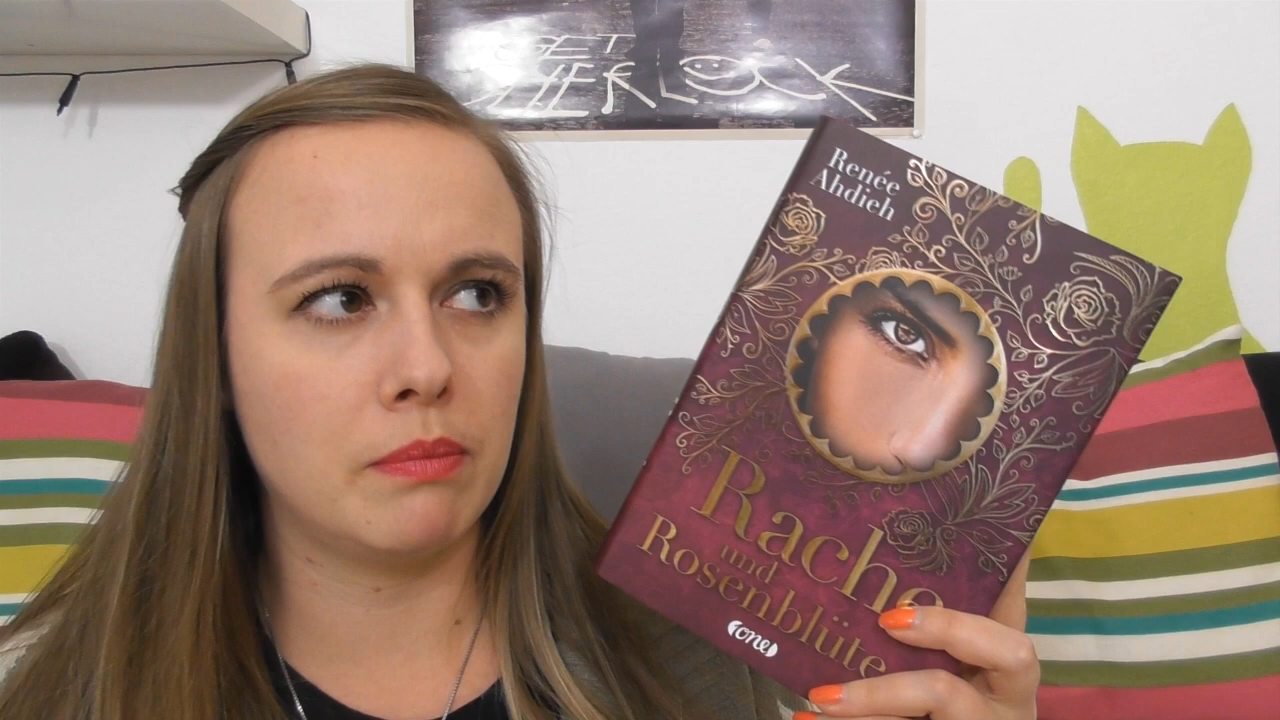 GET
SHERLOCK
Renée
Ahdieh
Rache
und
Rosenblüte
one